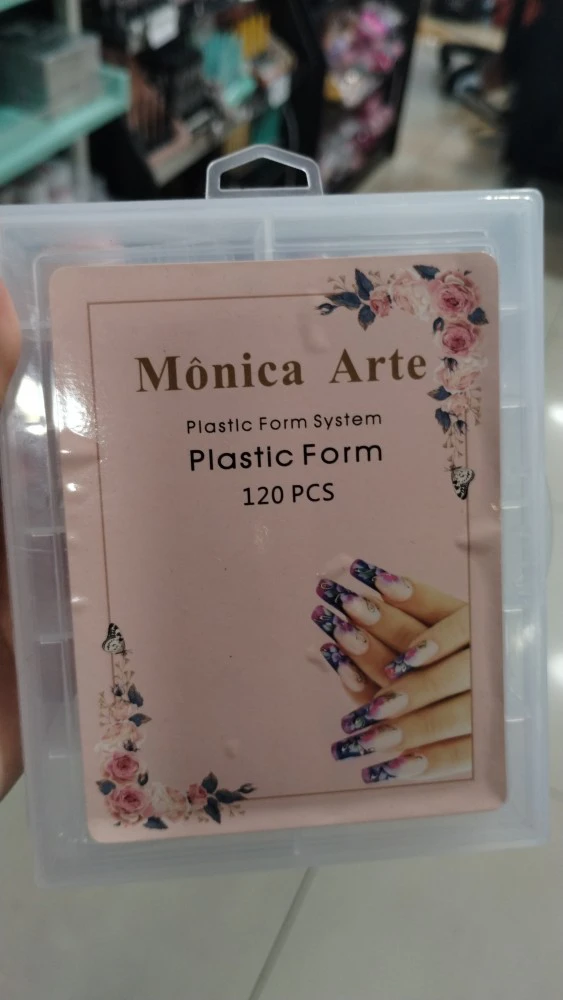 Mônica Arte
Plastic Form System
Plastic Form
120 PCS